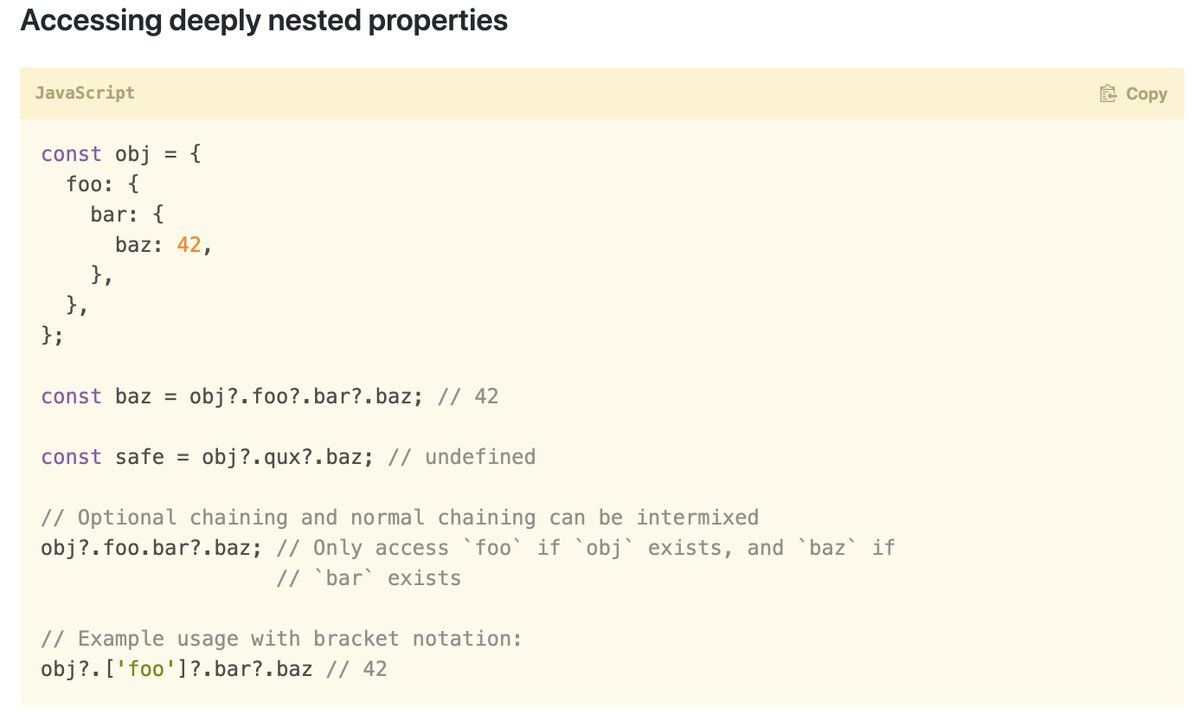 Accessing deeply nested properties
JavaScript
Copy
const obj = {
  foo: {
    bar: {
      baz: 42,
    },
  },
};

const baz = obj?.foo?.bar?.baz; // 42

const safe = obj?.qux?.baz; // undefined

// Optional chaining and normal chaining can be intermixed
obj?.foo.bar?.baz; // Only access `foo` if `obj` exists, and `baz` if
                   // `bar` exists

// Example usage with bracket notation:
obj?.['foo']?.bar?.baz // 42